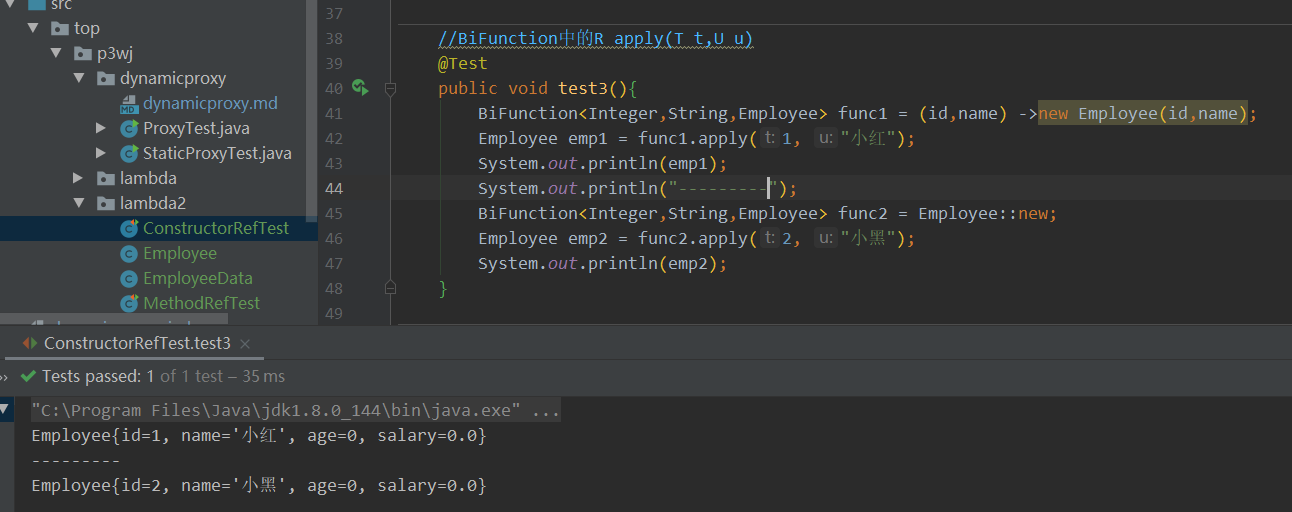 src
top
p3wj
dynamicproxy
dynamicproxy.md
ProxyTest.java
StaticProxyTest.java
lambda
lambda2
ConstructorRefTest
Employee
EmployeeData
MethodRefTest
37
38 //BiFunction中的R apply(T t,U u)
39 @Test
40 public void test3(){
41 BiFunction<Integer,String,Employee> func1 = (id,name) ->new Employee(id,name);
42 Employee emp1 = func1.apply( t: 1, u: "小红");
43 System.out.println(emp1);
44 System.out.println("---------");
45 BiFunction<Integer,String,Employee> func2 = Employee::new;
46 Employee emp2 = func2.apply( t: 2, u: "小黑");
47 System.out.println(emp2);
48 }
49
ConstructorRefTest.test3 ×
» Tests passed: 1 of 1 test – 35 ms
"C:\Program Files\Java\jdk1.8.0_144\bin\java.exe" ...
Employee{id=1, name='小红', age=0, salary=0.0}
---------
Employee{id=2, name='小黑', age=0, salary=0.0}